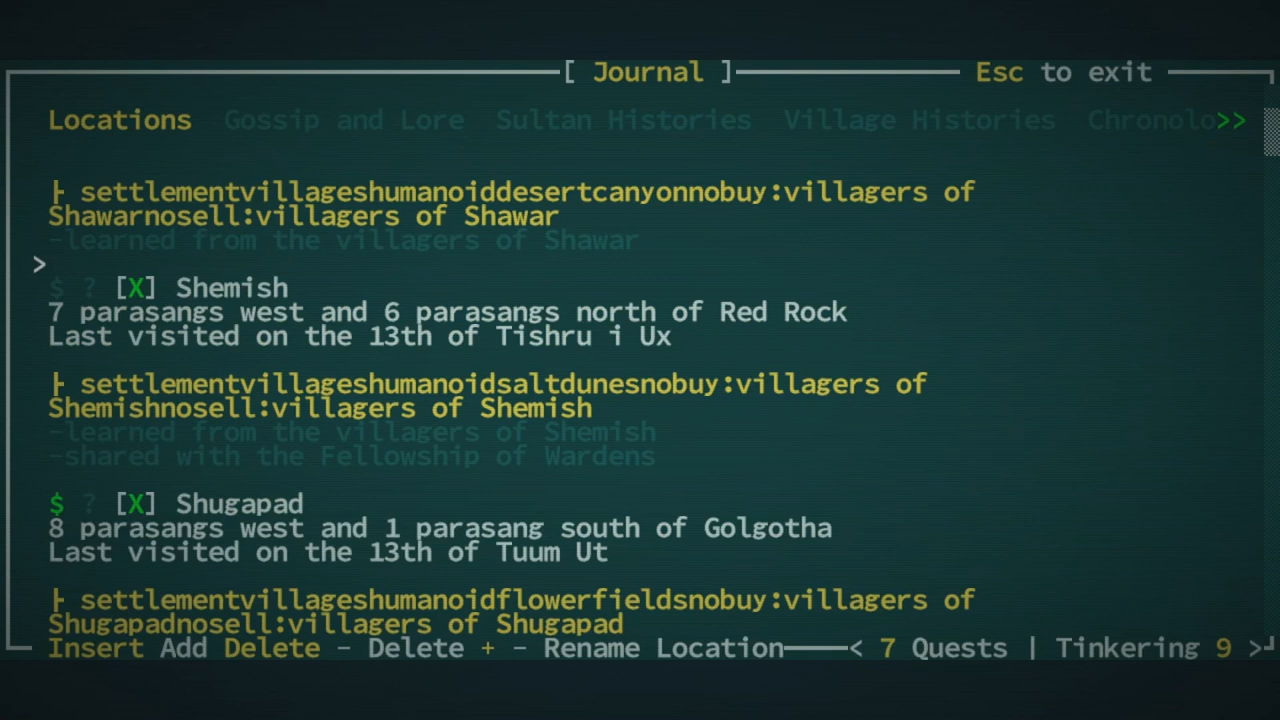 [ Journal ] Esc to exit
Locations Gossip and Lore Sultan Histories Village Histories Chronolo>>
├ settlementvillageshumanoiddesertcanyonnobuy:villagers of
Shawarnosell:villagers of Shawar
-learned from the villagers of Shawar
>
$ ? [X] Shemish
7 parasangs west and 6 parasangs north of Red Rock
Last visited on the 13th of Tishru i Ux
├ settlementvillageshumanoidsaltdunesnobuy:villagers of
Shemishnosell:villagers of Shemish
-learned from the villagers of Shemish
-shared with the Fellowship of Wardens
$ ? [X] Shugapad
8 parasangs west and 1 parasang south of Golgotha
Last visited on the 13th of Tuum Ut
├ settlementvillageshumanoidflowerfieldsnobuy:villagers of
Shugapadnosell:villagers of Shugapad
Insert Add Delete - Delete + - Rename Location < 7 Quests | Tinkering 9 >